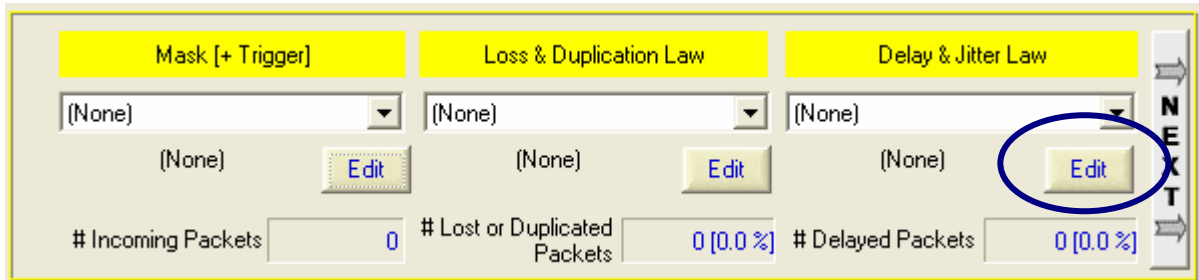 Mask [+ Trigger] Loss & Duplication Law Delay & Jitter Law
(None) (None) (None)
(None) Edit (None) Edit (None) Edit
# Incoming Packets 0 # Lost or Duplicated Packets 0 [0.0 %] # Delayed Packets 0 [0.0 %]
NEXT